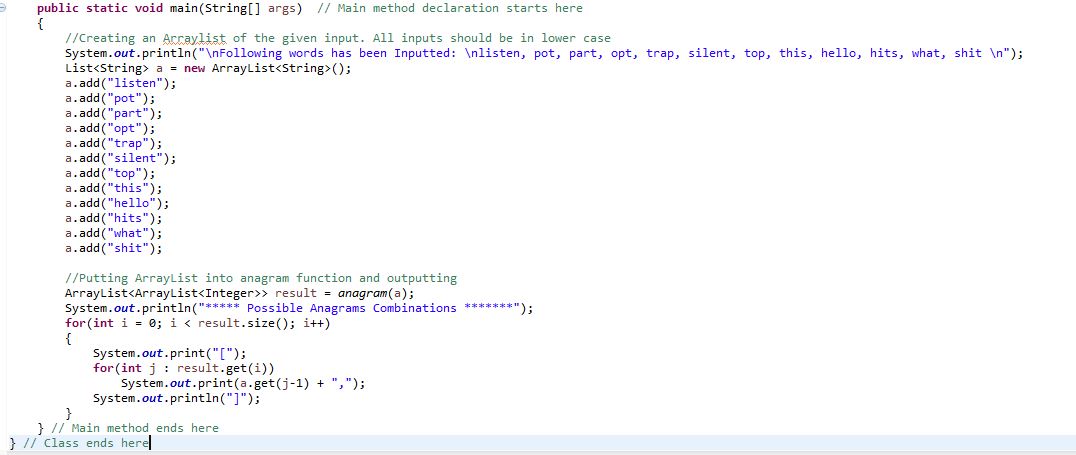 public static void main(String[] args)  // Main method declaration starts here
{
//Creating an Arraylist of the given input. All inputs should be in lower case
System.out.println("\nFollowing words has been Inputted: \nlisten, pot, part, opt, trap, silent, top, this, hello, hits, what, shit \n");
List<String> a = new ArrayList<String>();
a.add("listen");
a.add("pot");
a.add("part");
a.add("opt");
a.add("trap");
a.add("silent");
a.add("top");
a.add("this");
a.add("hello");
a.add("hits");
a.add("what");
a.add("shit");
//Putting ArrayList into anagram function and outputting
ArrayList<ArrayList<Integer>> result = anagram(a);
System.out.println("***** Possible Anagrams Combinations *******");
for(int i = 0; i < result.size(); i++)
{
System.out.print("[");
for(int j : result.get(i))
System.out.print(a.get(j-1) + ",");
System.out.println("]");
}
} // Main method ends here
} // Class ends here